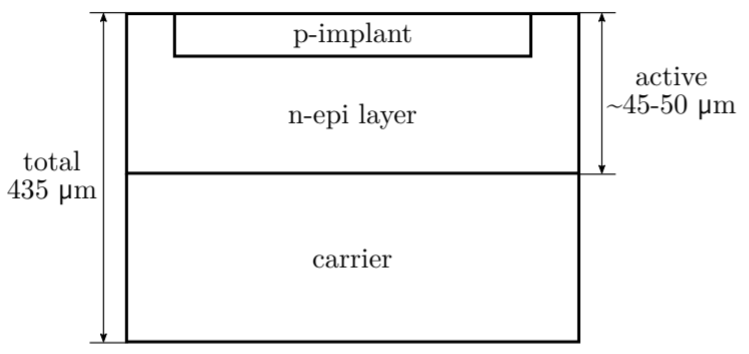 p-implant
n-epi layer
active
~45-50 μm
total
435 μm
carrier